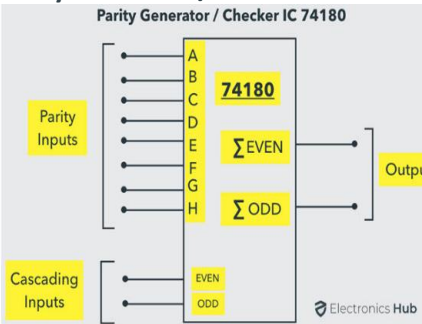 Parity Generator / Checker IC 74180
A
B
C
D
E
F
G
H
74180
Parity
Inputs
∑ EVEN
∑ ODD
Outpu
Cascading
Inputs
EVEN
ODD
Electronics Hub